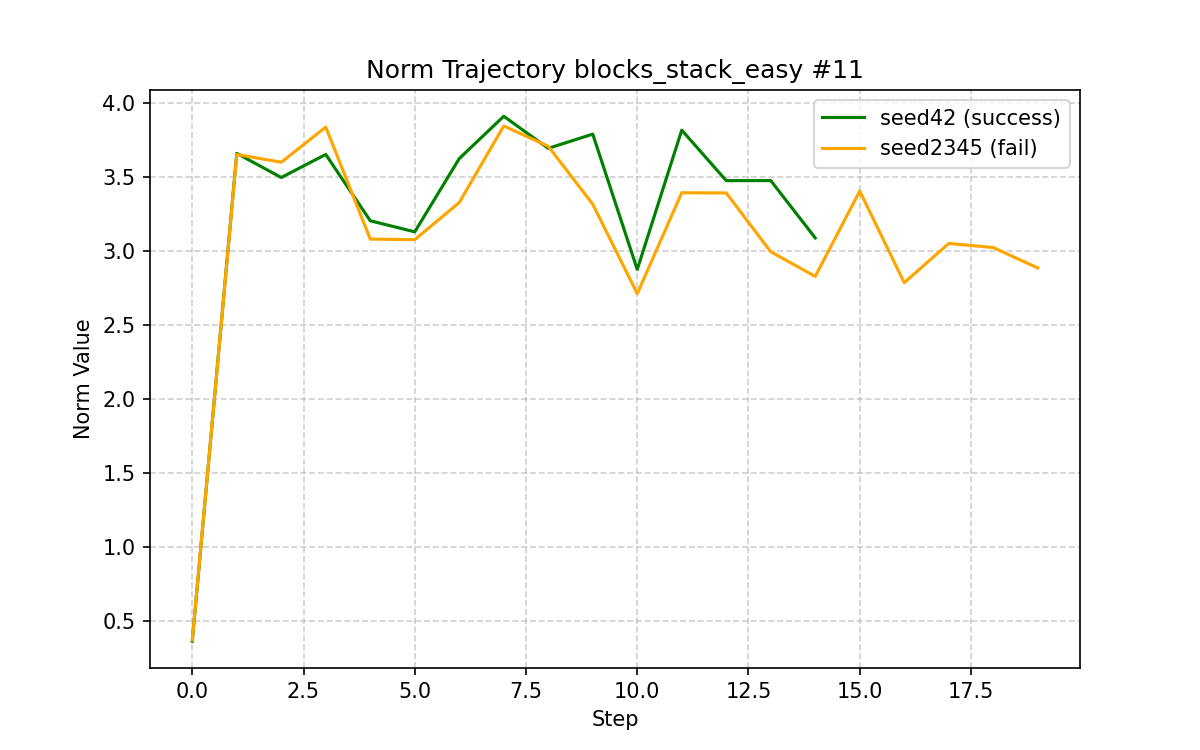 Norm Trajectory blocks_stack_easy #11
seed42 (success)
seed2345 (fail)
Norm Value
4.0
3.5
3.0
2.5
2.0
1.5
1.0
0.5
0.0 2.5 5.0 7.5 10.0 12.5 15.0 17.5
Step